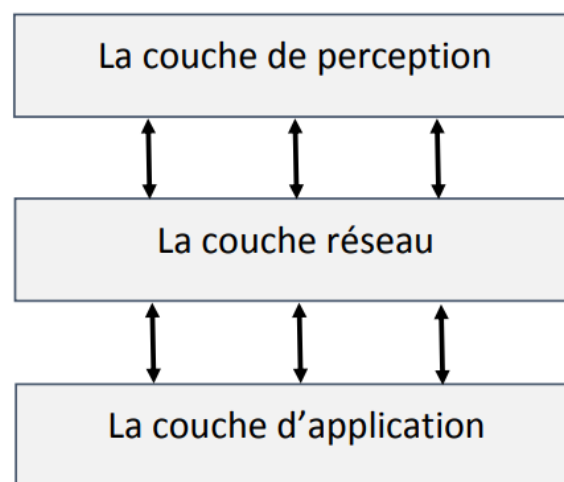 La couche de perception
La couche réseau
La couche d’application